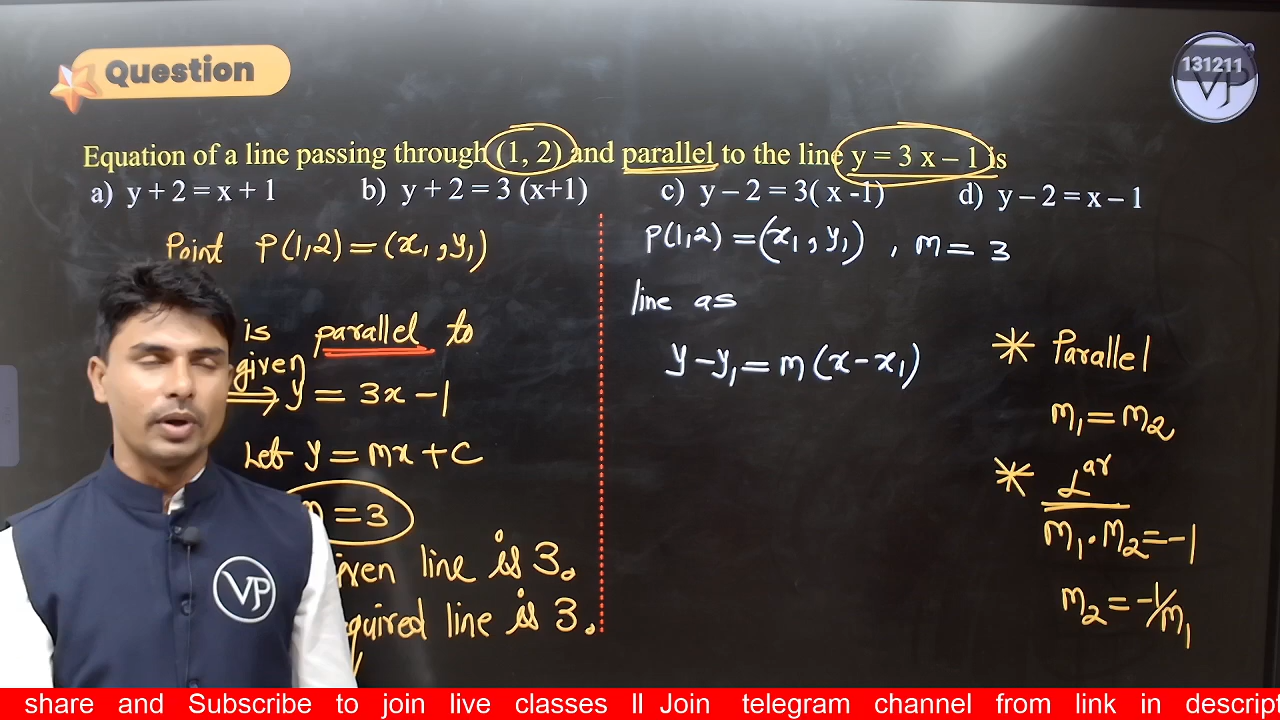 Question
131211
VP
Equation of a line passing through (1, 2) and parallel to the line y = 3 x – 1 is
a) y + 2 = x + 1 b) y + 2 = 3 (x+1) c) y – 2 = 3( x -1) d) y – 2 = x – 1
Point P(1,2) = (x₁, y₁)
is parallel to
given
⟹ y = 3x - 1
Let y = mx + c
= 3
line is 3.
line is 3.
P(1,2) = (x₁, y₁), m = 3
line as
y - y₁ = m(x - x₁)
* Parallel
m₁ = m₂
* ⊥ar
m₁ . m₂ = -1
m₂ = -1/m₁
VP
share and Subscribe to join live classes ll Join telegram channel from link in